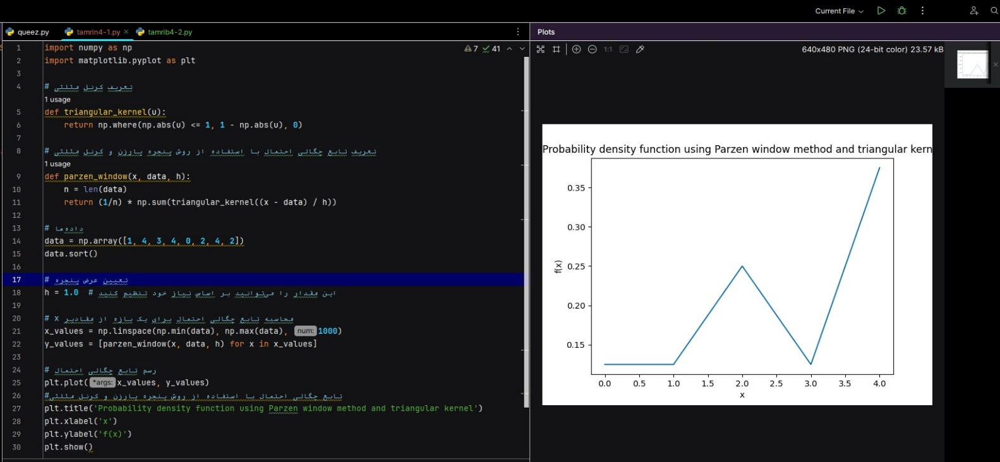 Current File
queez.py tamrin4-1.py tamrib4-2.py
Plots
7 41
1 import numpy as np
2 import matplotlib.pyplot as plt
3
4 # تعریف کرنل مثلثی
1 usage
5 def triangular_kernel(u):
6 return np.where(np.abs(u) <= 1, 1 - np.abs(u), 0)
7
8 # تعریف تابع چگالی احتمال با استفاده از روش پنجره پارزن و کرنل مثلثی
1 usage
9 def parzen_window(x, data, h):
10 n = len(data)
11 return (1/n) * np.sum(triangular_kernel((x - data) / h))
12
13 # داده‌ها
14 data = np.array([1, 4, 3, 4, 0, 2, 4, 2])
15 data.sort()
16
17 # تعیین عرض پنجره
18 h = 1.0 # این مقدار را می‌توانید بر اساس نیاز خود تنظیم کنید
19
20 # محاسبه تابع چگالی احتمال برای یک بازه از مقادیر x
21 x_values = np.linspace(np.min(data), np.max(data), num: 1000)
22 y_values = [parzen_window(x, data, h) for x in x_values]
23
24 # رسم تابع چگالی احتمال
25 plt.plot( *args: x_values, y_values)
26 #تابع چگالی احتمال با استفاده از روش پنجره پارزن و کرنل مثلثی
27 plt.title('Probability density function using Parzen window method and triangular kernel')
28 plt.xlabel('x')
29 plt.ylabel('f(x)')
30 plt.show()
1:1
640x480 PNG (24-bit color) 23.57 kB
Probability density function using Parzen window method and triangular kern
0.35
0.30
0.25
0.20
0.15
f(x)
0.0 0.5 1.0 1.5 2.0 2.5 3.0 3.5 4.0
x